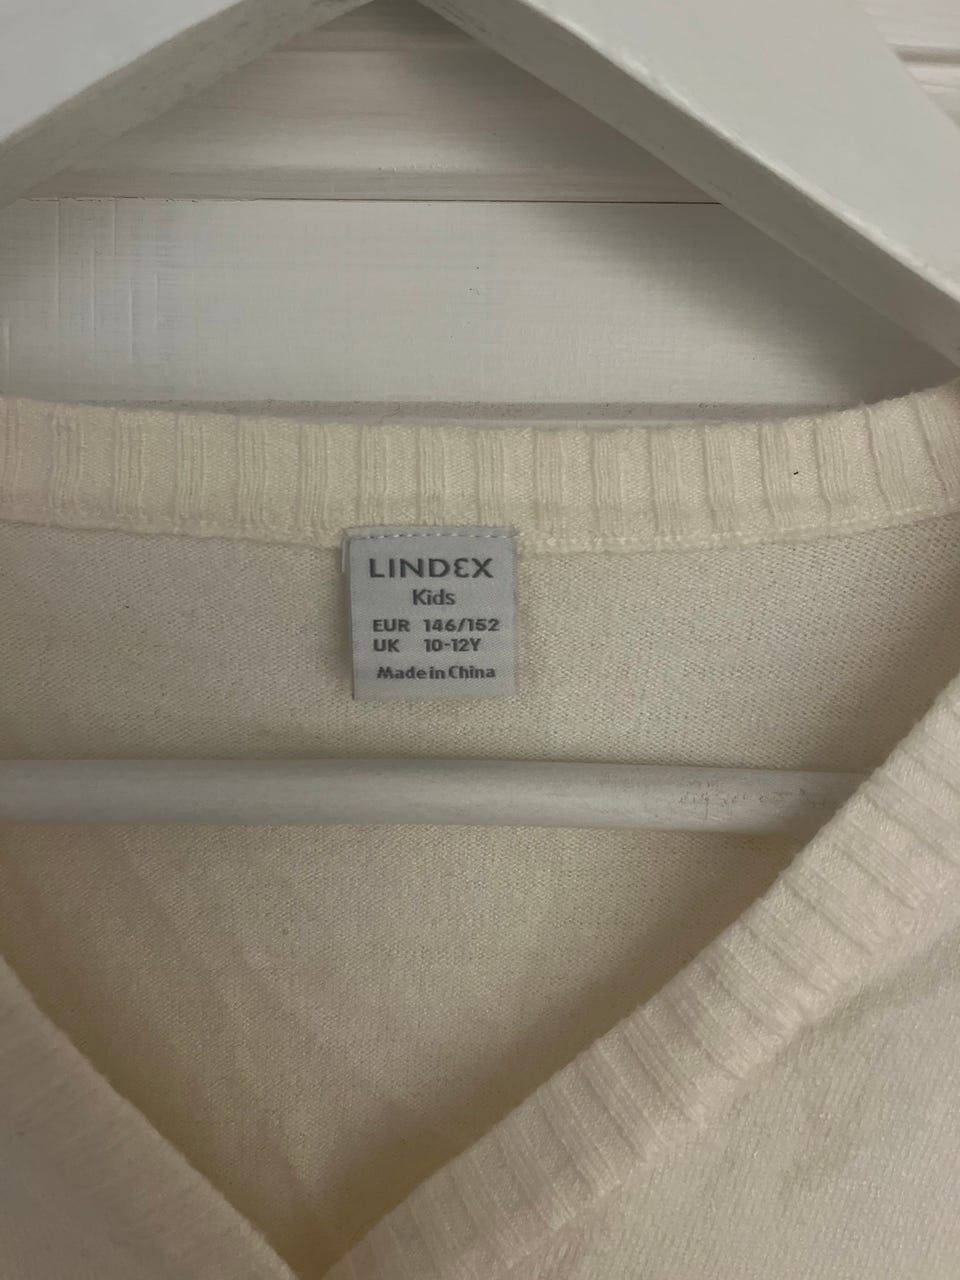 LINDEX
Kids
EUR 146/152
UK 10-12Y
Made in China